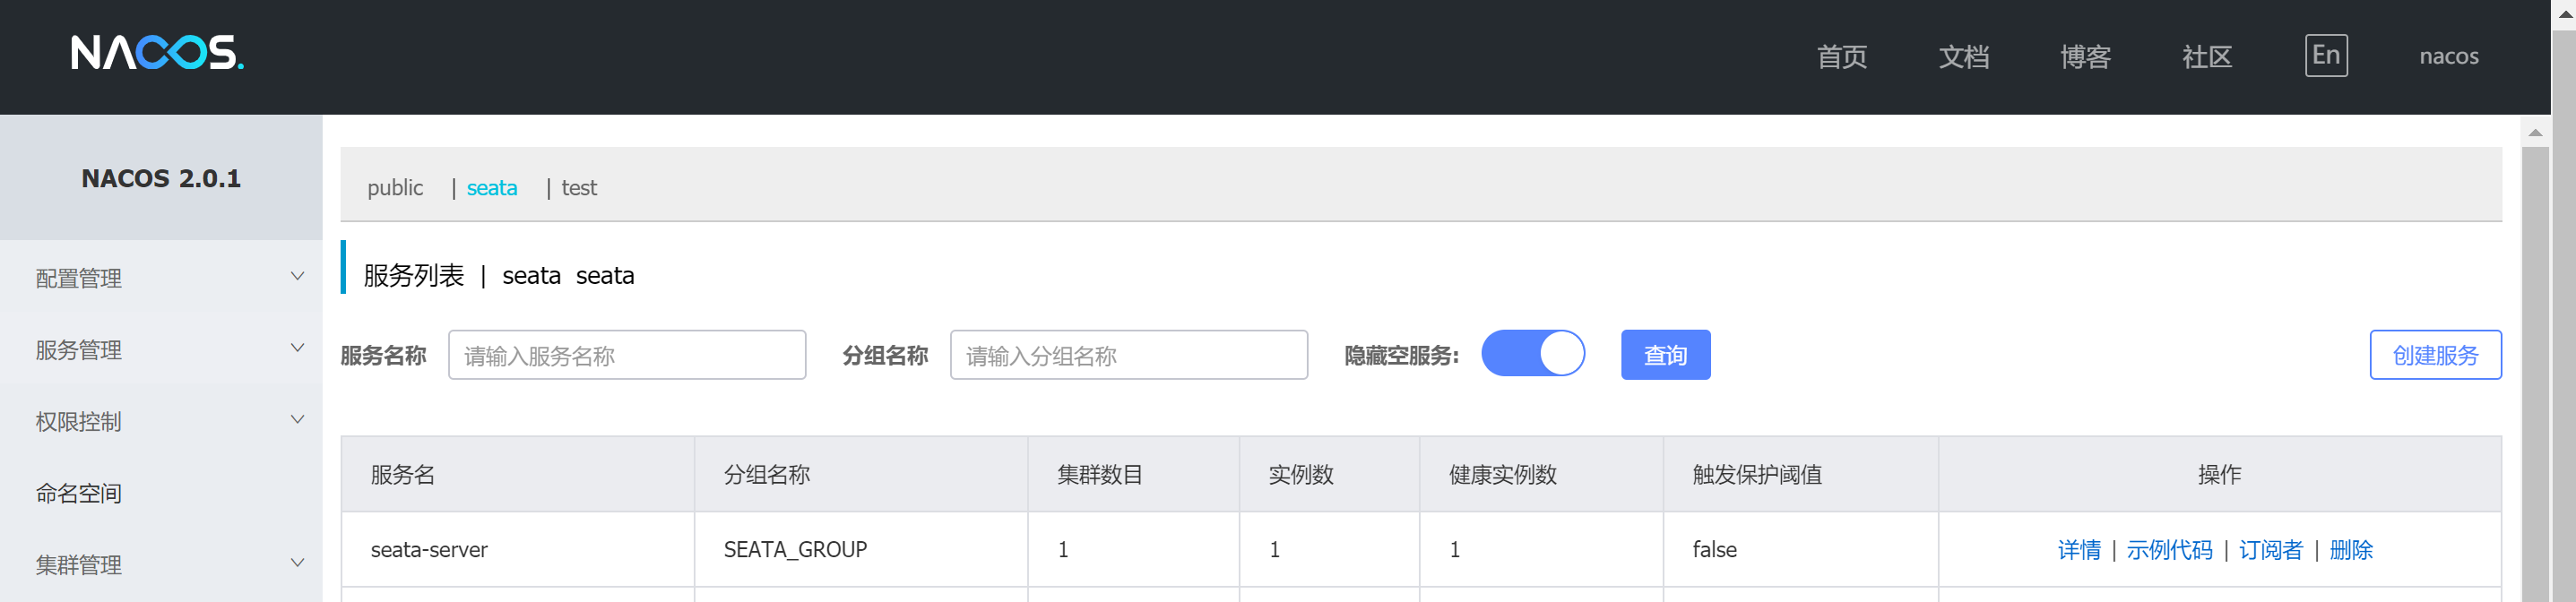 NACOS. 首页 文档 博客 社区 En nacos
NACOS 2.0.1
配置管理
服务管理
权限控制
命名空间
集群管理
public | seata | test
服务列表 | seata seata
服务名称 请输入服务名称 分组名称 请输入分组名称 隐藏空服务: 查询 创建服务
服务名 分组名称 集群数目 实例数 健康实例数 触发保护阈值 操作
seata-server SEATA_GROUP 1 1 1 false 详情 | 示例代码 | 订阅者 | 删除